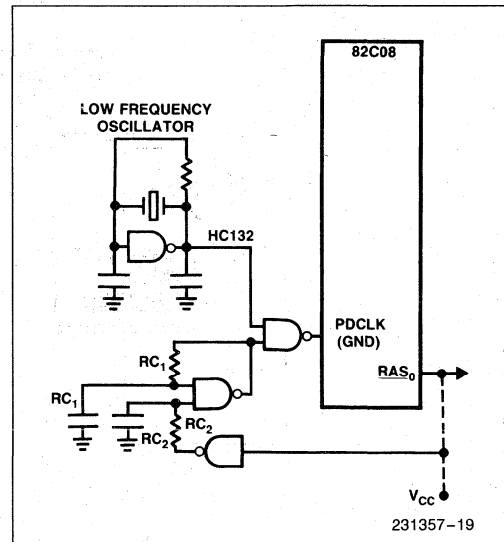 82C08
LOW FREQUENCY
OSCILLATOR
HC132
PDCLK
(GND)
RAS0
RC1
RC1
RC2
RC2
VCC
231357-19